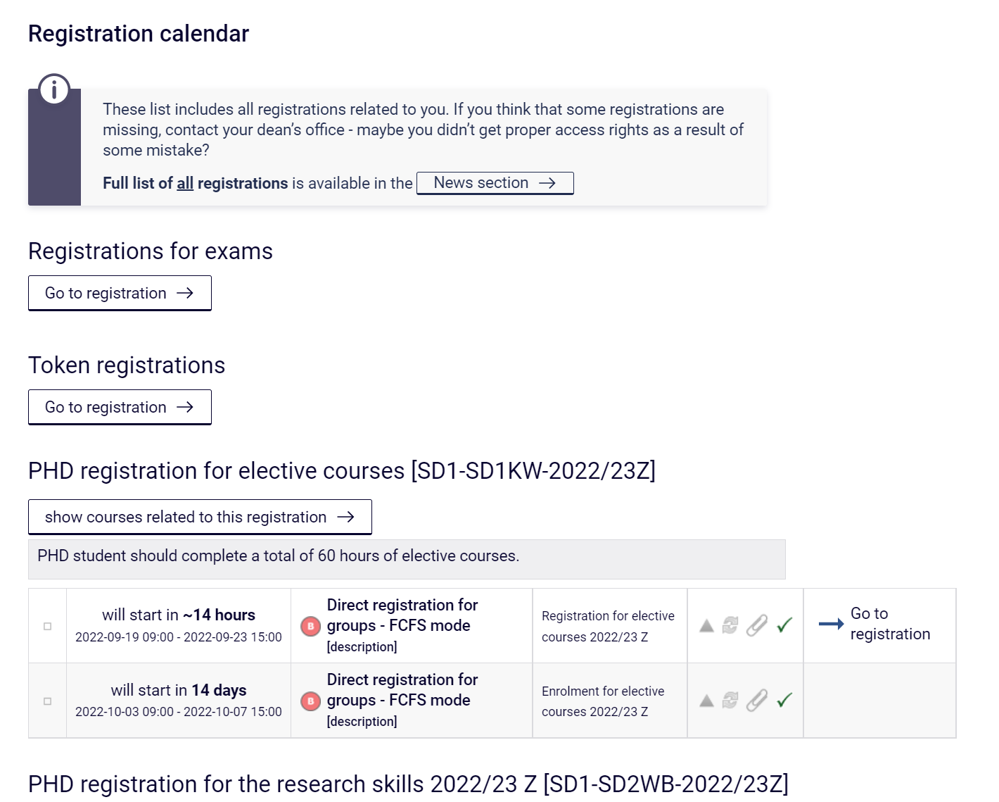 Registration calendar
These list includes all registrations related to you. If you think that some registrations are
missing, contact your dean’s office - maybe you didn’t get proper access rights as a result of
some mistake?
Full list of all registrations is available in the News section
Registrations for exams
Go to registration
Token registrations
Go to registration
PHD registration for elective courses [SD1-SD1KW-2022/23Z]
show courses related to this registration
PHD student should complete a total of 60 hours of elective courses.
will start in ~14 hours
2022-09-19 09:00 - 2022-09-23 15:00
B
Direct registration for
groups - FCFS mode
[description]
Registration for elective
courses 2022/23 Z
Go to
registration
will start in 14 days
2022-10-03 09:00 - 2022-10-07 15:00
B
Direct registration for
groups - FCFS mode
[description]
Enrolment for elective
courses 2022/23 Z
PHD registration for the research skills 2022/23 Z [SD1-SD2WB-2022/23Z]